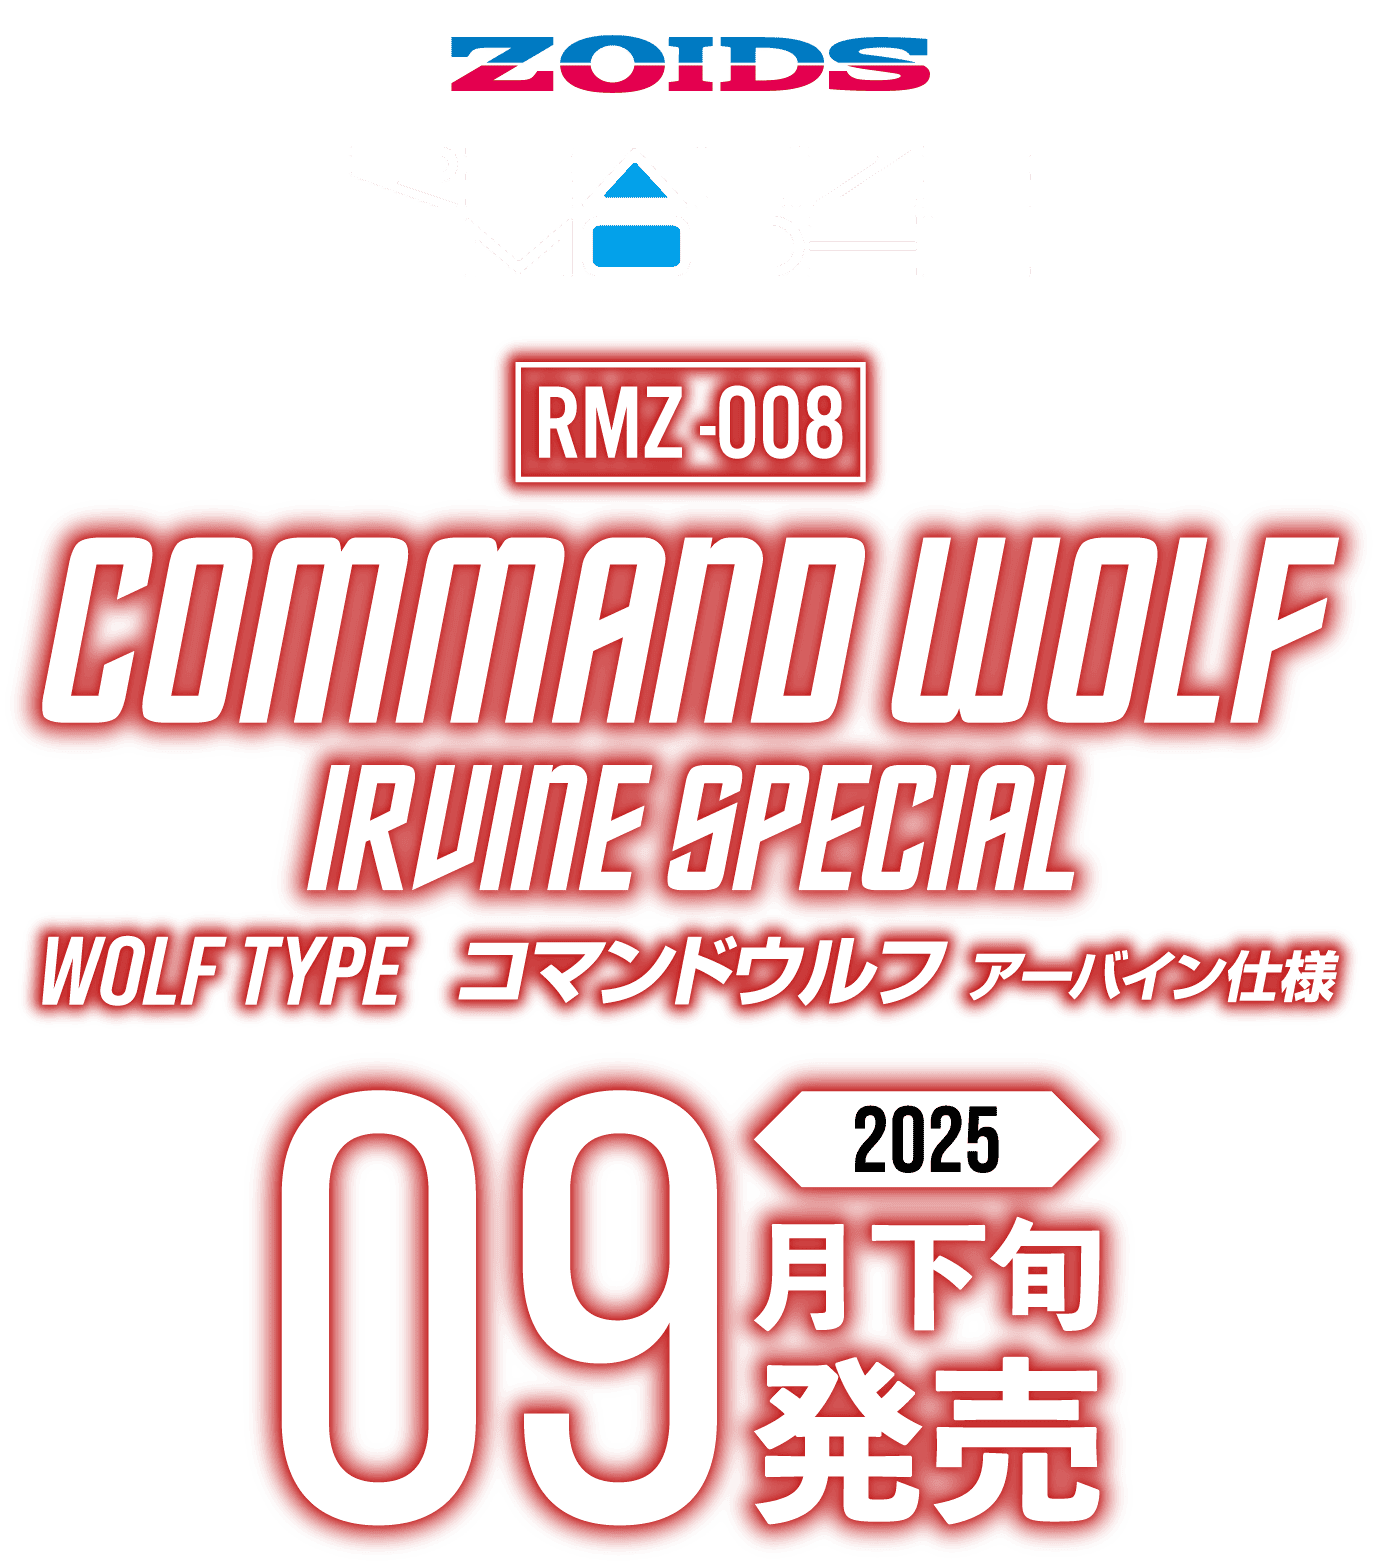 ZOIDS
RMZ-008
COMMAND WOLF
IRVINE SPECIAL
WOLF TYPE コマンドウルフ アーバイン仕様
09 2025
月下旬
発売